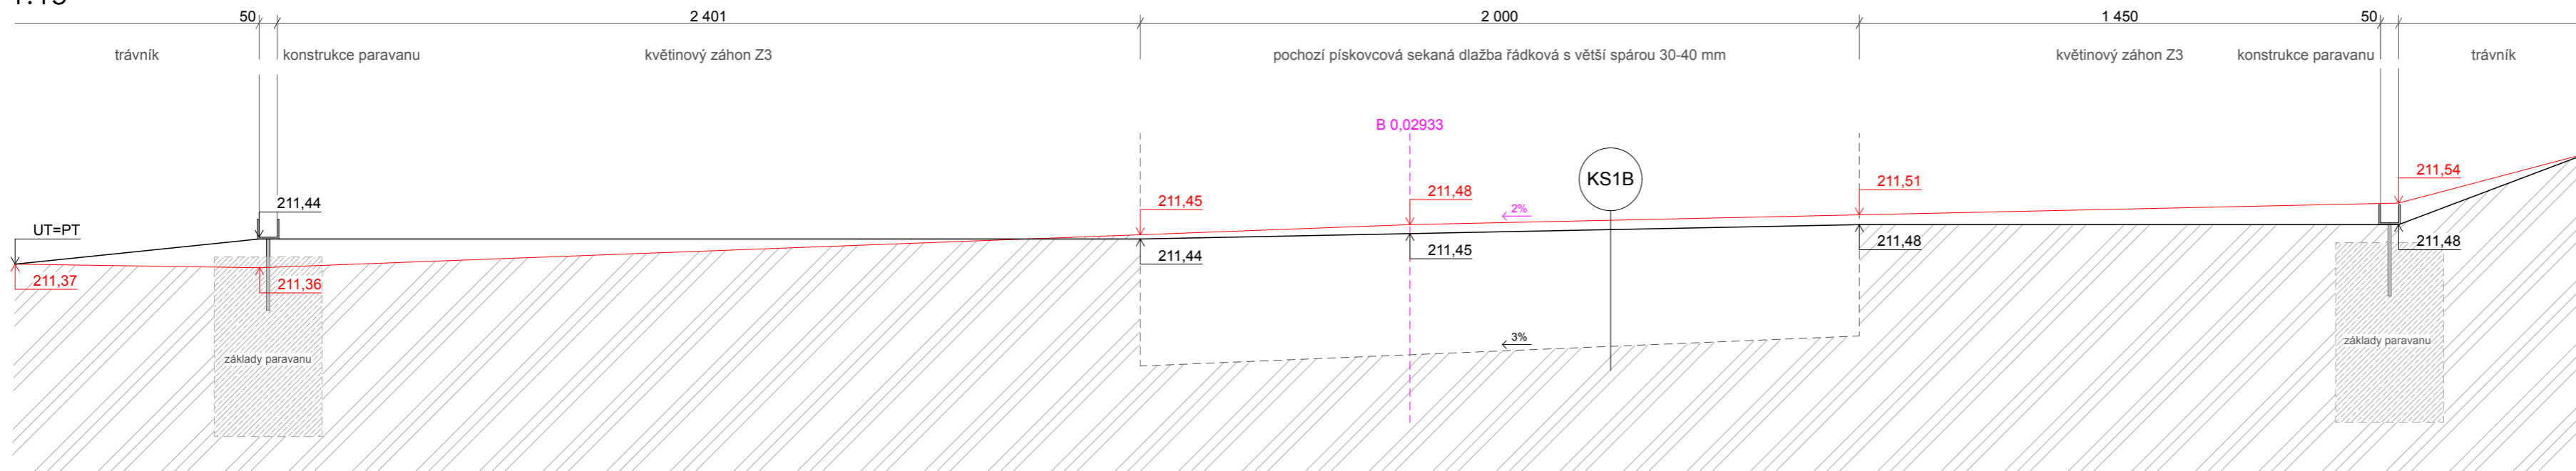 50
2 401
2 000
1 450
50
trávník
konstrukce paravanu
květinový záhon Z3
pochozí pískovcová sekaná dlažba řádková s větší spárou 30-40 mm
květinový záhon Z3
konstrukce paravanu
trávník
B 0,02933
KS1B
211,54
211,51
211,48
211,45
211,44
2%
UT=PT
211,44
211,45
211,48
211,48
211,37
211,36
3%
základy paravanu
základy paravanu